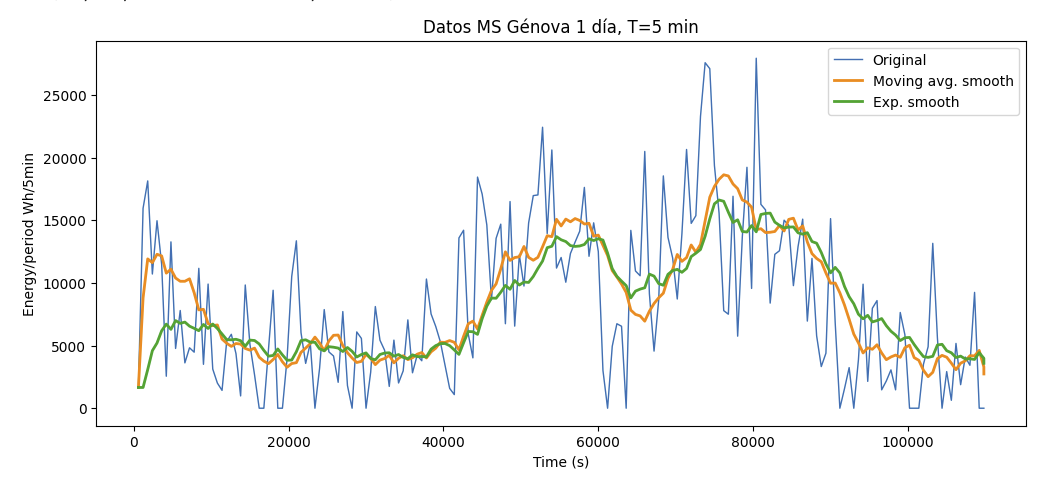 Datos MS Génova 1 día, T=5 min
Original
Moving avg. smooth
Exp. smooth
Energy/period Wh/5min
25000
20000
15000
10000
5000
0
0 20000 40000 60000 80000 100000
Time (s)